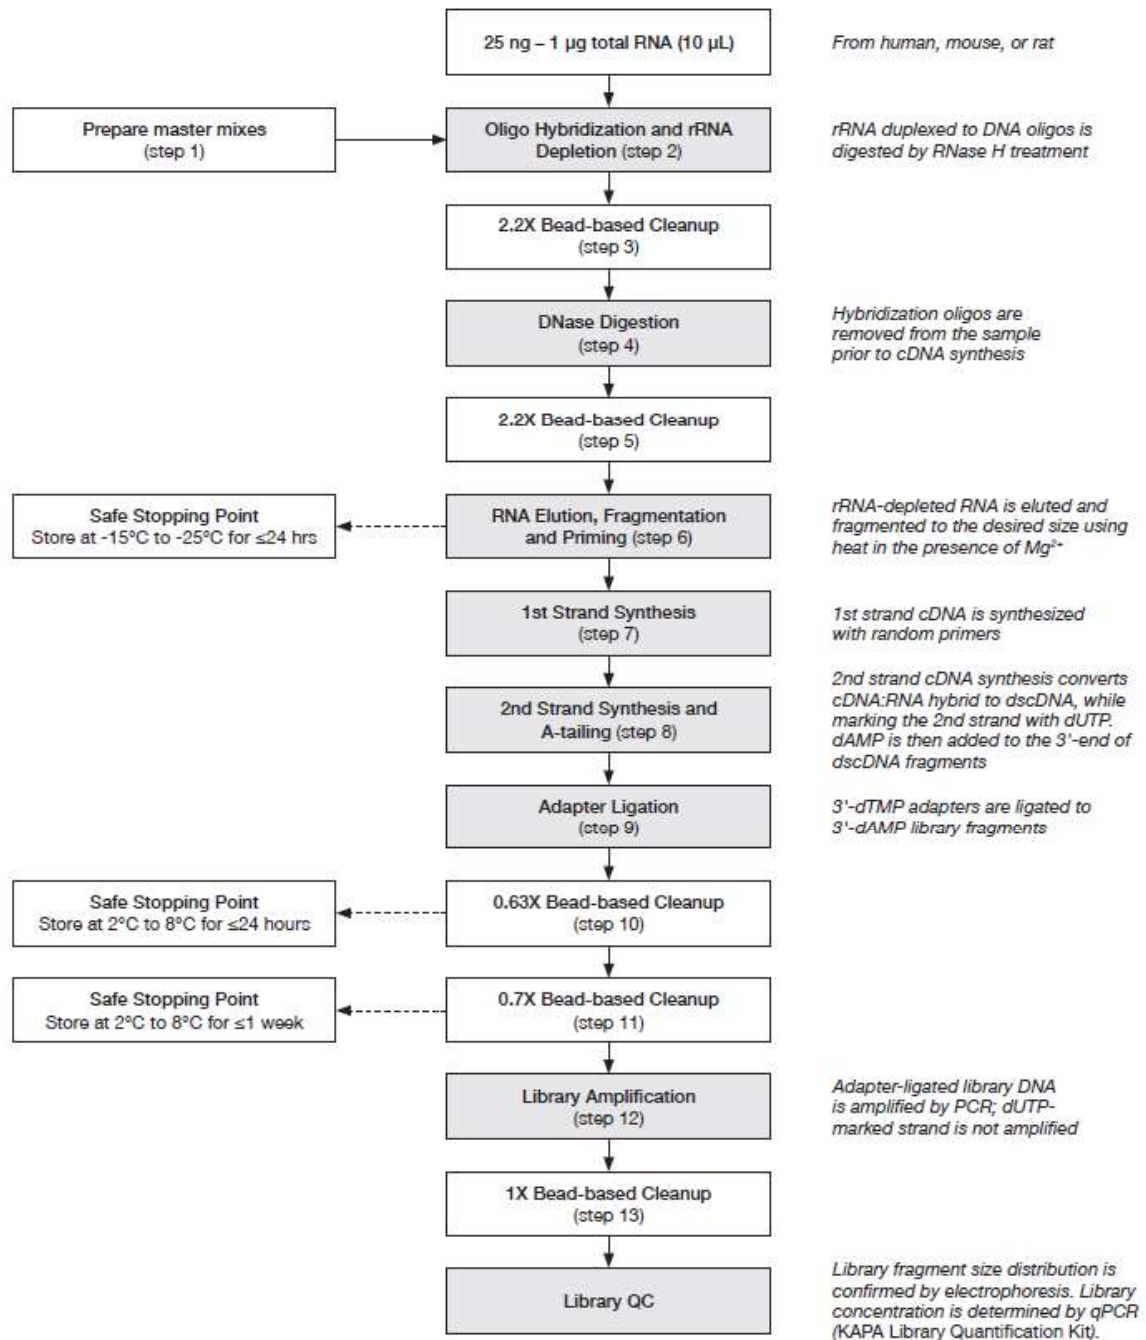 25 ng – 1 µg total RNA (10 µL)
From human, mouse, or rat
Prepare master mixes
(step 1)
Oligo Hybridization and rRNA
Depletion (step 2)
rRNA duplexed to DNA oligos is
digested by RNase H treatment
2.2X Bead-based Cleanup
(step 3)
DNase Digestion
(step 4)
Hybridization oligos are
removed from the sample
prior to cDNA synthesis
2.2X Bead-based Cleanup
(step 5)
Safe Stopping Point
Store at -15°C to -25°C for ≤24 hrs
RNA Elution, Fragmentation
and Priming (step 6)
rRNA-depleted RNA is eluted and
fragmented to the desired size using
heat in the presence of Mg²⁺
1st Strand Synthesis
(step 7)
1st strand cDNA is synthesized
with random primers
2nd Strand Synthesis and
A-tailing (step 8)
2nd strand cDNA synthesis converts
cDNA:RNA hybrid to dscDNA, while
marking the 2nd strand with dUTP.
dAMP is then added to the 3'-end of
dscDNA fragments
Adapter Ligation
(step 9)
3'-dTMP adapters are ligated to
3'-dAMP library fragments
Safe Stopping Point
Store at 2°C to 8°C for ≤24 hours
0.63X Bead-based Cleanup
(step 10)
Safe Stopping Point
Store at 2°C to 8°C for ≤1 week
0.7X Bead-based Cleanup
(step 11)
Library Amplification
(step 12)
Adapter-ligated library DNA
is amplified by PCR; dUTP-
marked strand is not amplified
1X Bead-based Cleanup
(step 13)
Library QC
Library fragment size distribution is
confirmed by electrophoresis. Library
concentration is determined by qPCR
(KAPA Library Quantification Kit)